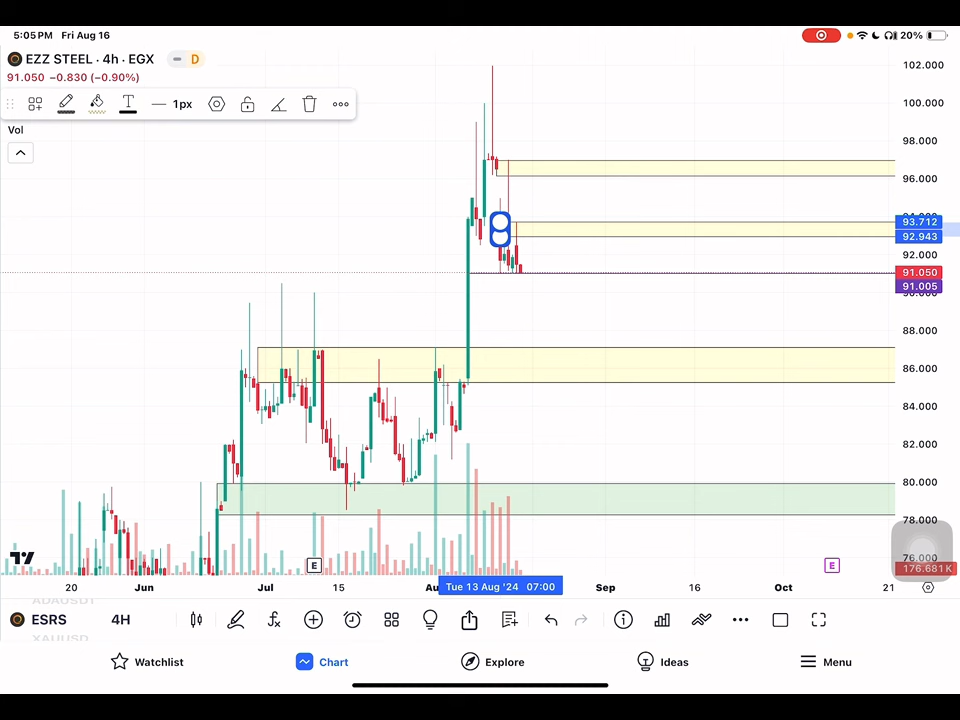 5:05 PM Fri Aug 16
20%
EZZ STEEL · 4h · EGX
D
91.050 −0.830 (−0.90%)
1px
Vol
102.000
100.000
98.000
96.000
93.712
92.943
92.000
91.050
91.005
88.000
86.000
84.000
82.000
80.000
78.000
76.000
176.681K
E
E
20
Jun
Jul
15
Au
Tue 13 Aug '24 07:00
Sep
16
Oct
21
ADAUSDT
ESRS
4H
XAUUSD
Watchlist
Chart
Explore
Ideas
Menu